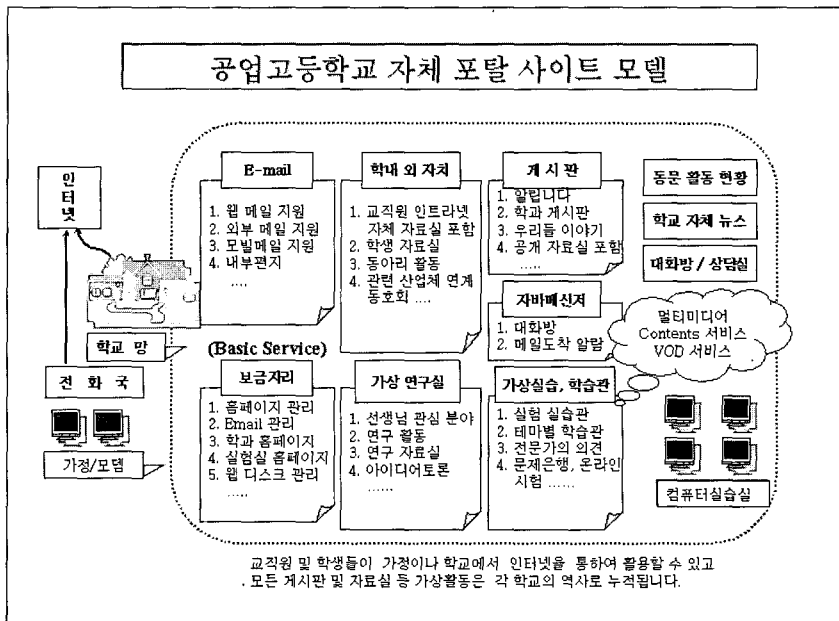 공업고등학교 자체 포탈 사이트 모델
인터넷
E-mail
1. 웹 메일 지원
2. 외부 메일 지원
3. 모빌메일 지원
4. 내부편지
....
학내 외 자치
1. 교직원 인트라넷
자체 자료실 포함
2. 학생 자료실
3. 동아리 활동
4. 관련 산업체 연계
동호회 ....
게 시 판
1. 알립니다
2. 학과 게시판
3. 우리들 이야기
4. 공개 자료실 포함
.....
동문 활동 현황
학교 자체 뉴스
대화방 / 상담실
자바메신저
1. 대화방
2. 메일도착 알람
멀티미디어
Contents 서비스
VOD 서비스
학교 망
(Basic Service)
전 화 국
가정/모뎀
보금자리
1. 홈페이지 관리
2. Email 관리
3. 학과 홈페이지
4. 실험실 홈페이지
5. 웹 디스크 관리
.....
가상 연구실
1. 선생님 관심 분야
2. 연구 활동
3. 연구 자료실
4. 아이디어토론
......
가상실습, 학습관
1. 실험 실습관
2. 테마별 학습관
3. 전문가의 의견
4. 문제은행, 온라인
시험 ......
컴퓨터실습실
교직원 및 학생들이 가정이나 학교에서 인터넷을 통하여 활용할 수 있고
. 모든 게시판 및 자료실 등 가상활동은 각 학교의 역사로 누적됩니다.